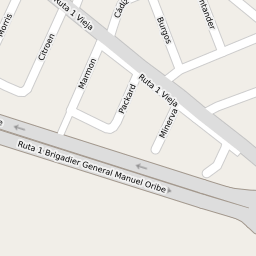 Morris
Citroen
Ruta 1 Vieja
Marmon
Cádiz
Burgos
Santander
Ruta 1 Vieja
Packard
Minerva
Ruta 1 Brigadier General Manuel Oribe